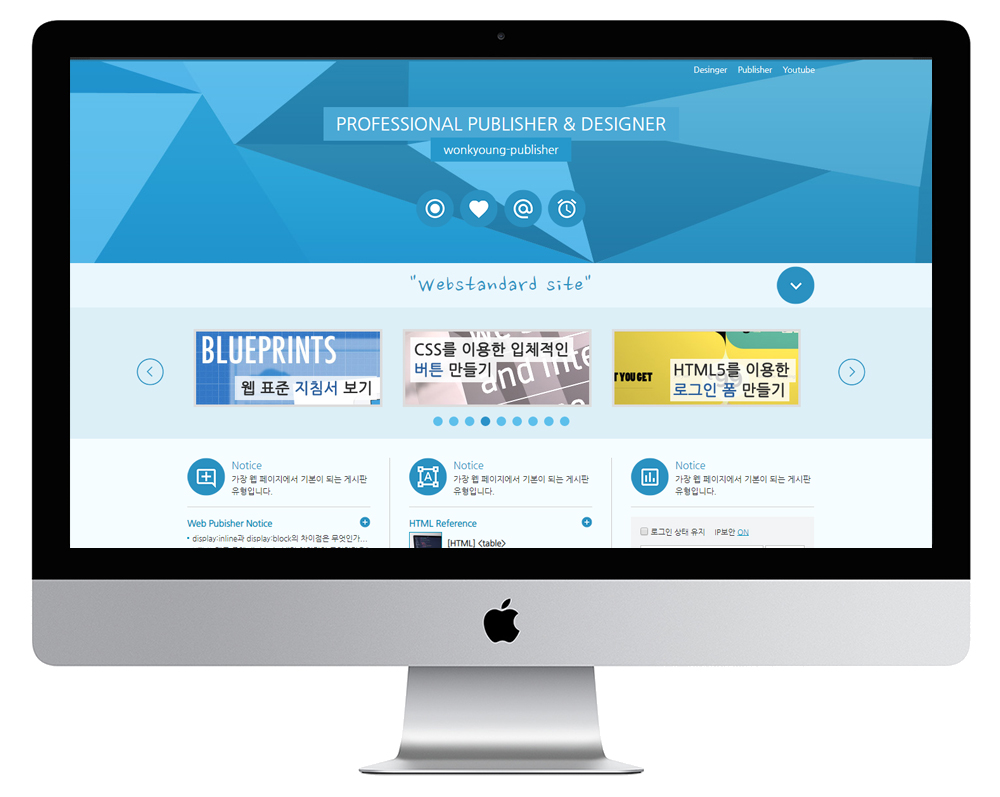 Desinger Publisher Youtube
PROFESSIONAL PUBLISHER & DESIGNER
wonkyoung-publisher
"Webstandard site"
BLUEPRINTS
웹 표준 지침서 보기
CSS를 이용한 입체적인
버튼 만들기
and inte
T YOU GET
HTML5를 이용한
로그인 폼 만들기
Notice
가장 웹 페이지에서 기본이 되는 게시판
유형입니다.
Web Pubisher Notice
• display:inline과 display:block의 차이점은 무엇인가...
Notice
가장 웹 페이지에서 기본이 되는 게시판
유형입니다.
HTML Reference
[HTML] <table>
Notice
가장 웹 페이지에서 기본이 되는 게시판
유형입니다.
로그인 상태 유지 IP보안 ON